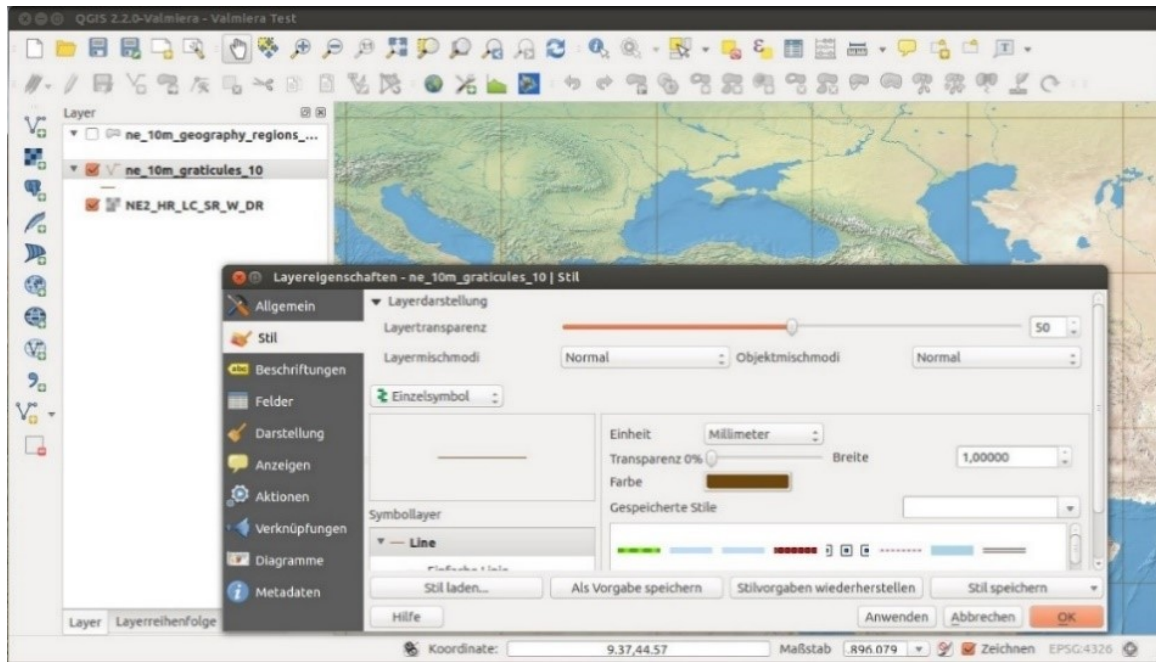 QGIS 2.2.0-Valmiera - Valmiera Test
Layer
ne_10m_geography_regions_...
ne_10m_graticules_10
NE2_HR_LC_SR_W_DR
Layereigenschaften - ne_10m_graticules_10 | Stil
Allgemein
Stil
Beschriftungen
Felder
Darstellung
Anzeigen
Aktionen
Verknüpfungen
Diagramme
Metadaten
Layerdarstellung
Layertransparenz 50
Layermischmodi Normal Objektmischmodi Normal
Einzelsymbol
Einheit Millimeter
Transparenz 0% Breite 1,00000
Farbe
Gespeicherte Stile
Symbollayer
Line
Einfache Linie
Stil laden... Als Vorgabe speichern Stilvorgaben wiederherstellen Stil speichern
Hilfe Anwenden Abbrechen OK
Layer Layerreihenfolge
Koordinate: 9.37,44.57 Maßstab .896.079 Zeichnen EPSG:4326